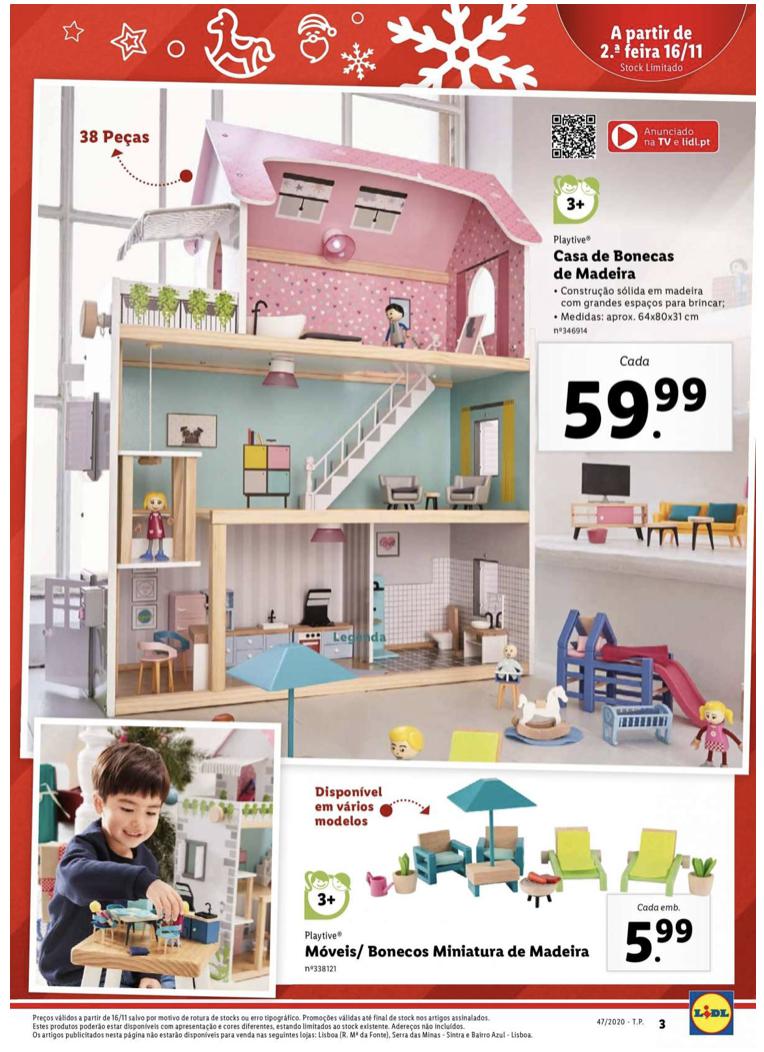 A partir de
2.ª feira 16/11
Stock Limitado
38 Peças
Anunciado
na TV e lidl.pt
3+
Playtive®
Casa de Bonecas
de Madeira
• Construção sólida em madeira
com grandes espaços para brincar;
• Medidas: aprox. 64x80x31 cm
nº346914
Cada
59.99
Legenda
Disponível
em vários
modelos
3+
Playtive®
Móveis/ Bonecos Miniatura de Madeira
nº338121
Cada emb.
5.99
Preços válidos a partir de 16/11 salvo por motivo de rotura de stocks ou erro tipográfico. Promoções válidas até final de stock nos artigos assinalados.
Estes produtos poderão estar disponíveis com apresentação e cores diferentes, estando limitados ao stock existente. Adereços não incluídos.
Os artigos publicitados nesta página não estarão disponíveis para venda nas seguintes lojas: Lisboa (R. Mª da Fonte), Serra das Minas - Sintra e Bairro Azul - Lisboa.
47/2020 - T.P. 3
LIDL